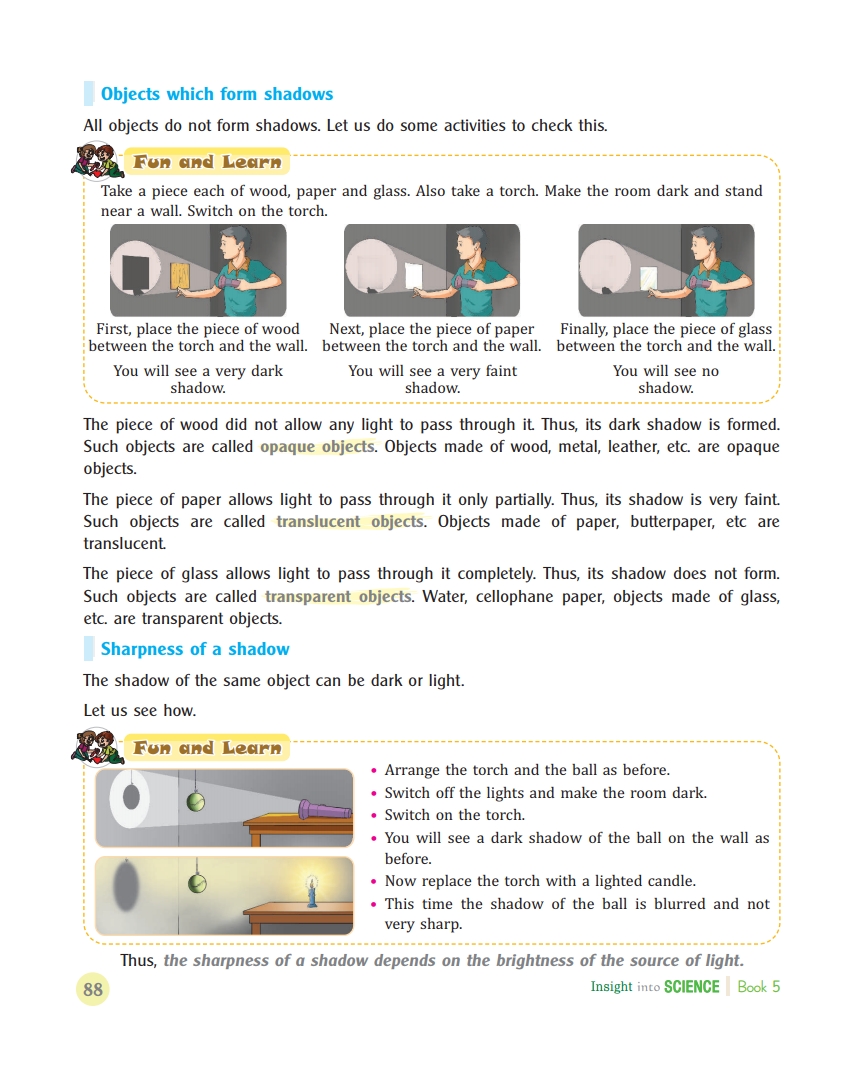 Objects which form shadows
All objects do not form shadows. Let us do some activities to check this.
Fun and Learn
Take a piece each of wood, paper and glass. Also take a torch. Make the room dark and stand
near a wall. Switch on the torch.
First, place the piece of wood
between the torch and the wall.
You will see a very dark
shadow.
Next, place the piece of paper
between the torch and the wall.
You will see a very faint
shadow.
Finally, place the piece of glass
between the torch and the wall.
You will see no
shadow.
The piece of wood did not allow any light to pass through it. Thus, its dark shadow is formed.
Such objects are called opaque objects. Objects made of wood, metal, leather, etc. are opaque
objects.
The piece of paper allows light to pass through it only partially. Thus, its shadow is very faint.
Such objects are called translucent objects. Objects made of paper, butterpaper, etc are
translucent.
The piece of glass allows light to pass through it completely. Thus, its shadow does not form.
Such objects are called transparent objects. Water, cellophane paper, objects made of glass,
etc. are transparent objects.
Sharpness of a shadow
The shadow of the same object can be dark or light.
Let us see how.
Fun and Learn
• Arrange the torch and the ball as before.
• Switch off the lights and make the room dark.
• Switch on the torch.
• You will see a dark shadow of the ball on the wall as
before.
• Now replace the torch with a lighted candle.
• This time the shadow of the ball is blurred and not
very sharp.
Thus, the sharpness of a shadow depends on the brightness of the source of light.
88
Insight into SCIENCE Book 5